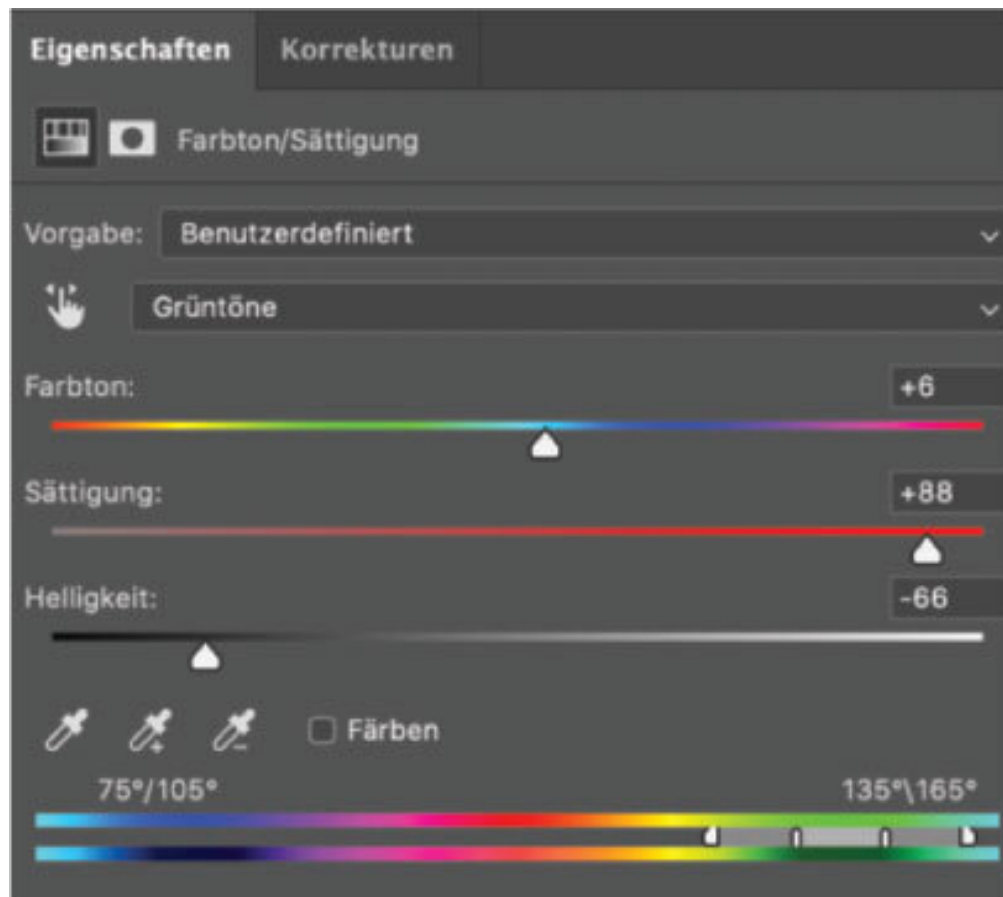 Eigenschaften Korrekturen
Farbton/Sättigung
Vorgabe: Benutzerdefiniert
Grüntöne
Farbton: +6
Sättigung: +88
Helligkeit: -66
Färben
75°/105° 135°\165°